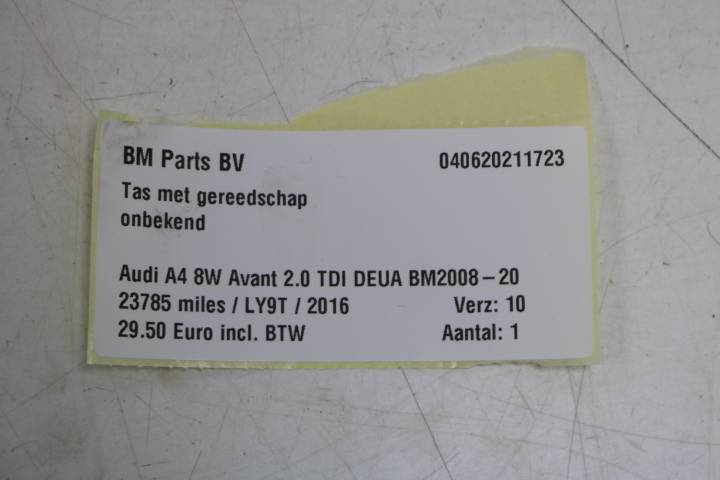 BM Parts BV 040620211723
Tas met gereedschap
onbekend
Audi A4 8W Avant 2.0 TDI DEUA BM2008-20
23785 miles / LY9T / 2016 Verz: 10
29.50 Euro incl. BTW Aantal: 1